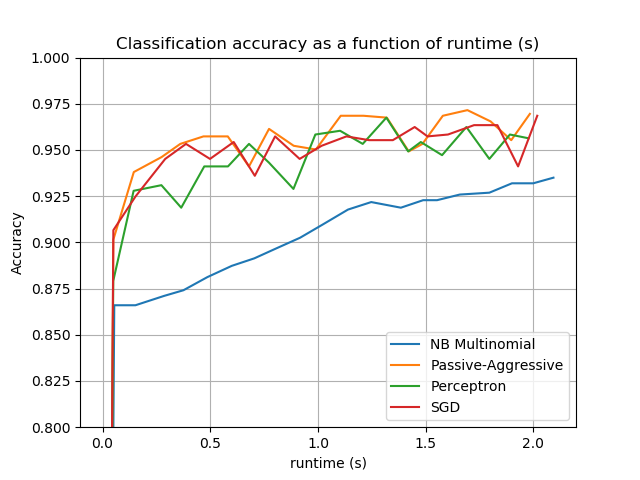 Classification accuracy as a function of runtime (s)
1.000
0.975
0.950
0.925
0.900
0.875
0.850
0.825
0.800
Accuracy
0.0 0.5 1.0 1.5 2.0
runtime (s)
NB Multinomial
Passive-Aggressive
Perceptron
SGD